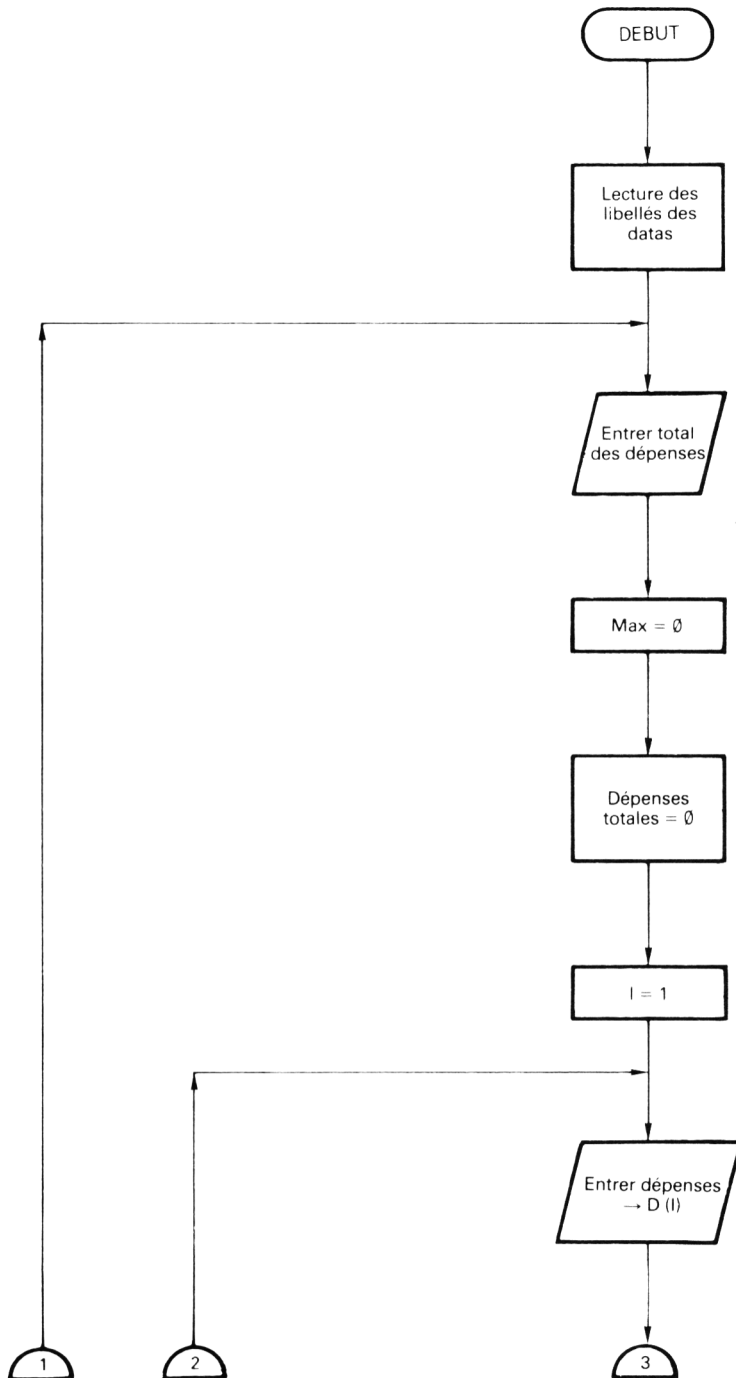 DEBUT
Lecture des
libellés des
datas
Entrer total
des dépenses
Max = Ø
Dépenses
totales = Ø
I = 1
Entrer dépenses
→ D (I)
1
2
3